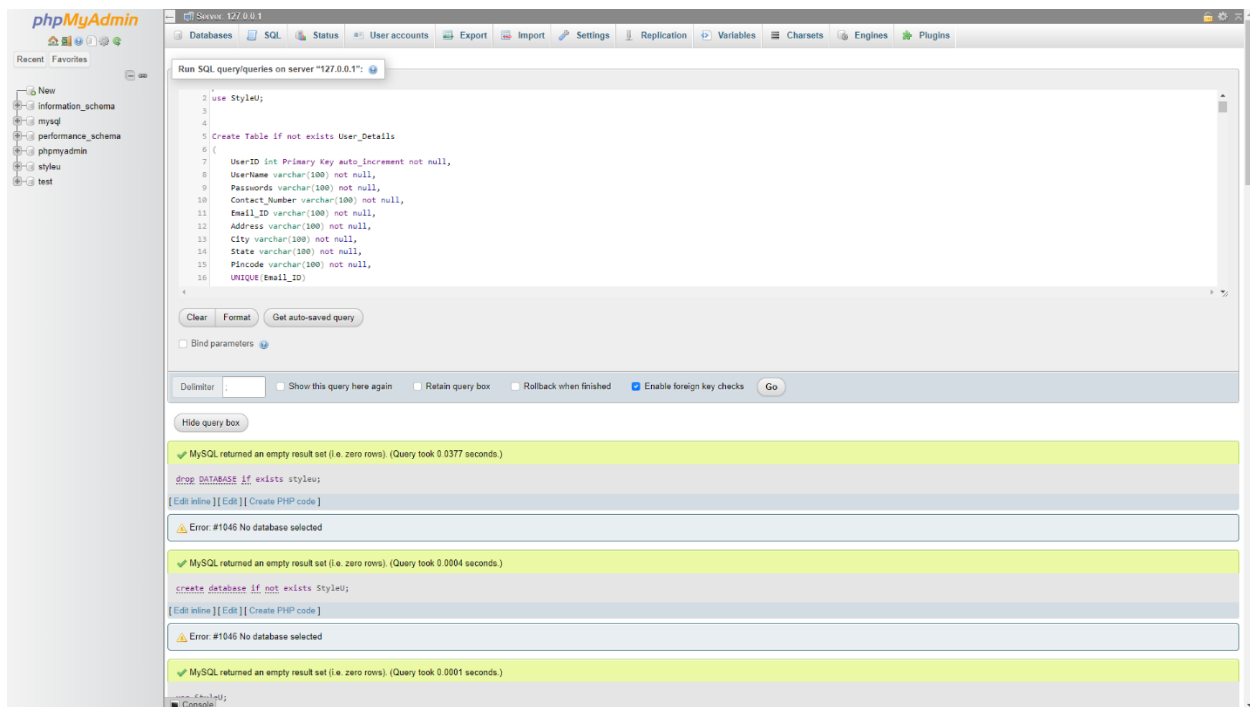 phpMyAdmin
Recent Favorites
New
information_schema
mysql
performance_schema
phpmyadmin
styleu
test
Server: 127.0.0.1
Databases SQL Status User accounts Export Import Settings Replication Variables Charsets Engines Plugins
Run SQL query/queries on server "127.0.0.1":
2 use StyleU;
3
4
5 Create Table if not exists User_Details
6 (
7 UserID int Primary Key auto_increment not null,
8 UserName varchar(100) not null,
9 Passwords varchar(100) not null,
10 Contact_Number varchar(100) not null,
11 Email_ID varchar(100) not null,
12 Address varchar(100) not null,
13 City varchar(100) not null,
14 State varchar(100) not null,
15 Pincode varchar(100) not null,
16 UNIQUE(Email_ID)
Clear Format Get auto-saved query
Bind parameters
Delimiter ; Show this query here again Retain query box Rollback when finished Enable foreign key checks Go
Hide query box
MySQL returned an empty result set (i.e. zero rows). (Query took 0.0377 seconds.)
drop DATABASE if exists styleu;
[ Edit inline ] [ Edit ] [ Create PHP code ]
Error: #1046 No database selected
MySQL returned an empty result set (i.e. zero rows). (Query took 0.0004 seconds.)
create database if not exists StyleU;
[ Edit inline ] [ Edit ] [ Create PHP code ]
Error: #1046 No database selected
MySQL returned an empty result set (i.e. zero rows). (Query took 0.0001 seconds.)
use StyleU;
Console